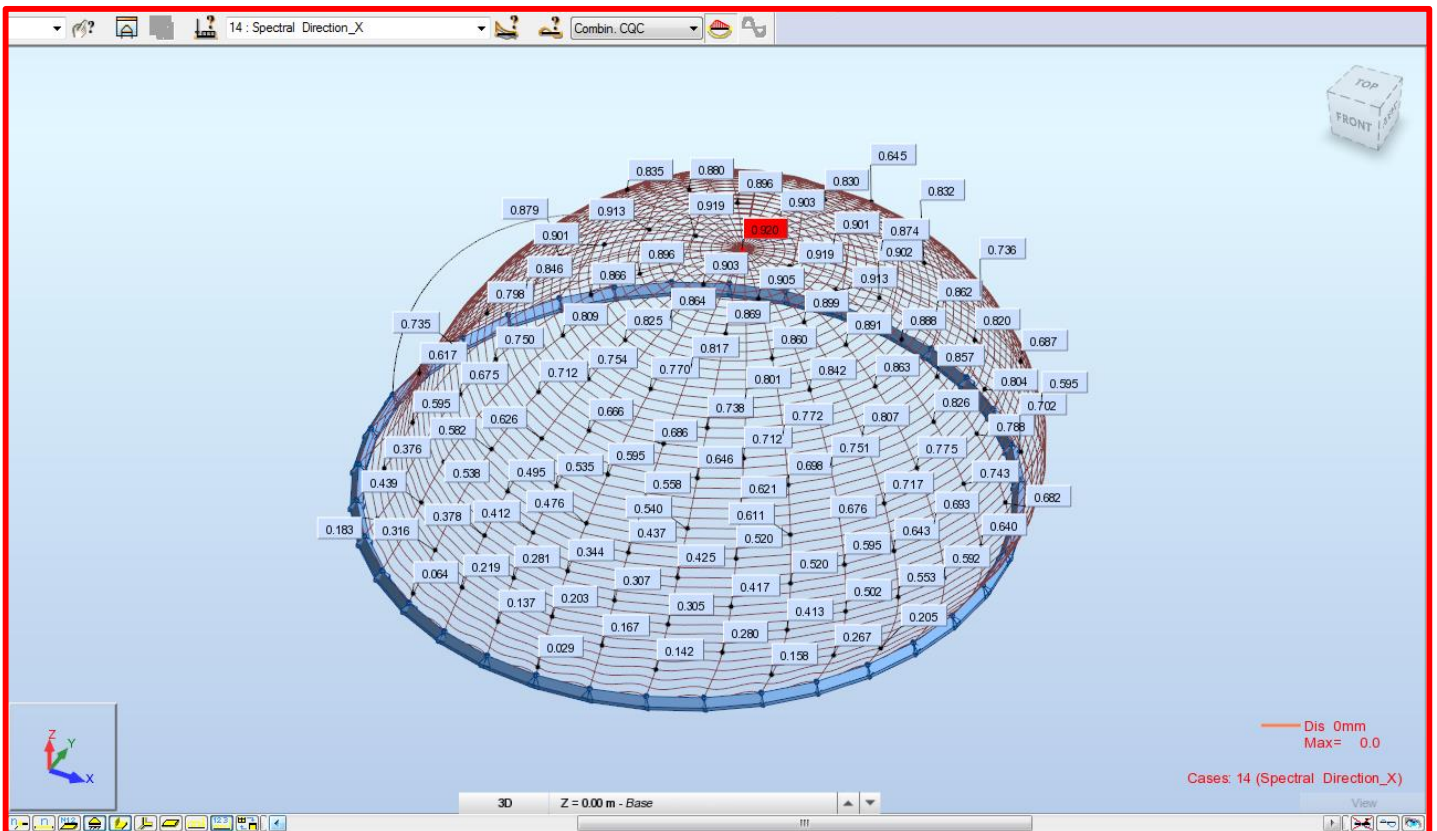 14 : Spectral Direction_X
Combin. CQC
TOP
FRONT
0.645
0.835 0.880 0.896 0.830 0.832
0.879 0.913 0.919 0.903
0.901 0.920 0.901 0.874
0.896 0.919 0.902 0.736
0.846 0.866 0.903 0.905 0.913
0.798 0.864 0.899 0.862
0.735 0.809 0.825 0.869 0.891 0.888 0.820
0.617 0.750 0.817 0.860 0.857 0.687
0.675 0.712 0.754 0.770 0.801 0.842 0.863 0.804 0.595
0.595 0.626 0.666 0.738 0.772 0.807 0.826 0.702
0.376 0.582 0.686 0.712 0.751 0.775 0.788
0.439 0.538 0.495 0.535 0.595 0.646 0.698 0.743
0.558 0.621 0.717 0.682
0.183 0.316 0.378 0.412 0.476 0.540 0.611 0.676 0.693
0.437 0.520 0.595 0.643 0.640
0.064 0.219 0.281 0.344 0.425 0.520 0.553 0.592
0.137 0.203 0.307 0.417 0.502
0.167 0.305 0.413 0.205
0.029 0.142 0.280 0.158 0.267
Z
Y
X
Dis 0mm
Max= 0.0
Cases: 14 (Spectral Direction_X)
3D Z = 0.00 m - Base
View